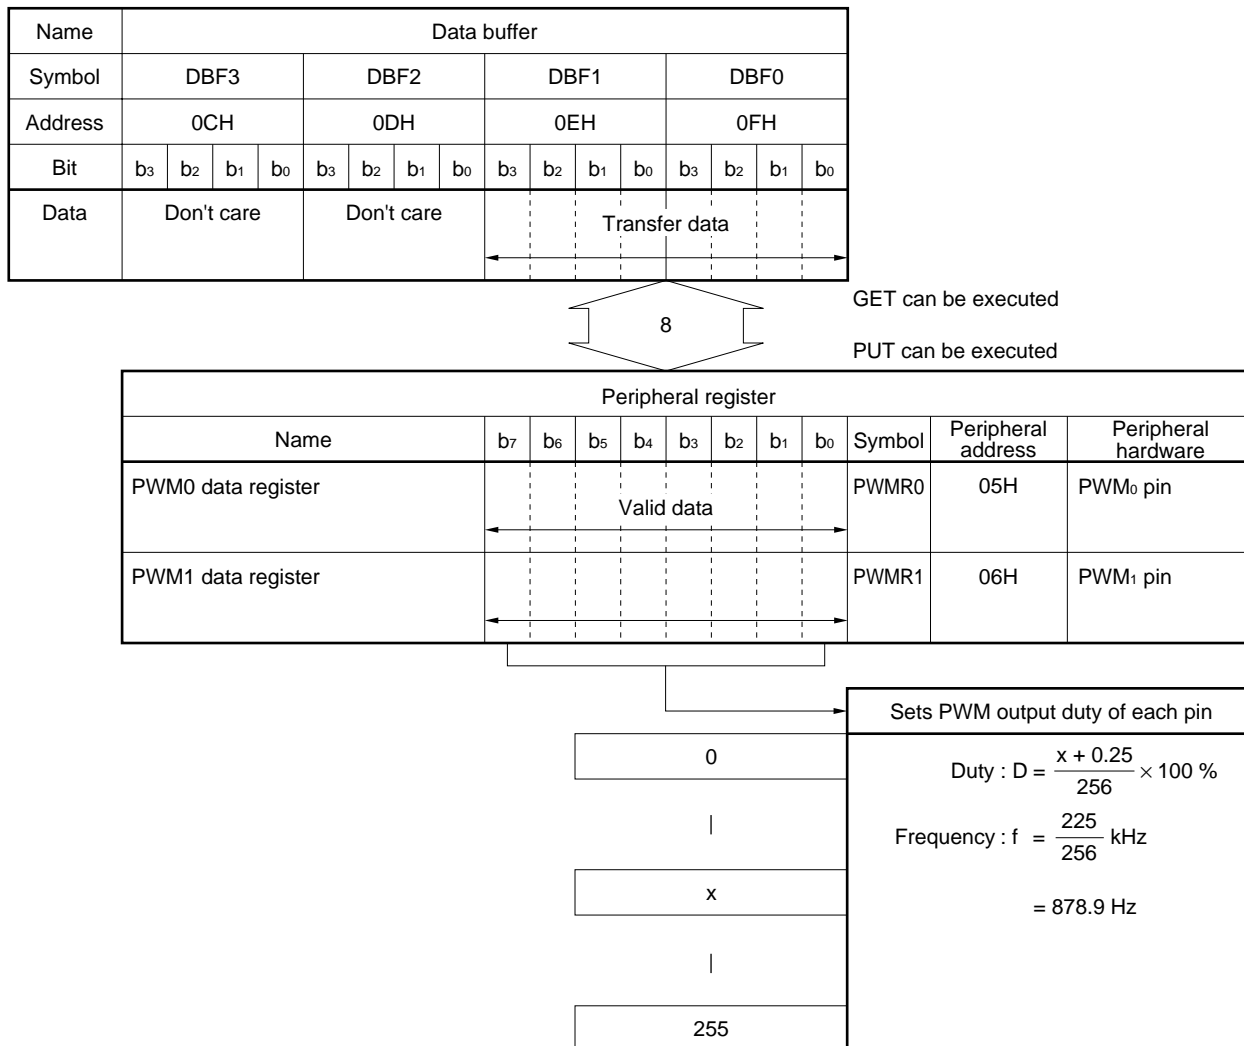 Name Data buffer
Symbol DBF3 DBF2 DBF1 DBF0
Address 0CH 0DH 0EH 0FH
Bit b3 b2 b1 b0 b3 b2 b1 b0 b3 b2 b1 b0 b3 b2 b1 b0
Data Don't care Don't care Transfer data
GET can be executed
8
PUT can be executed
Peripheral register
Name b7 b6 b5 b4 b3 b2 b1 b0 Symbol Peripheral address Peripheral hardware
PWM0 data register Valid data PWMR0 05H PWM0 pin
PWM1 data register PWMR1 06H PWM1 pin
Sets PWM output duty of each pin
0
Duty : D = x + 0.25 / 256 × 100 %
|
Frequency : f = 225 / 256 kHz
x
= 878.9 Hz
|
255